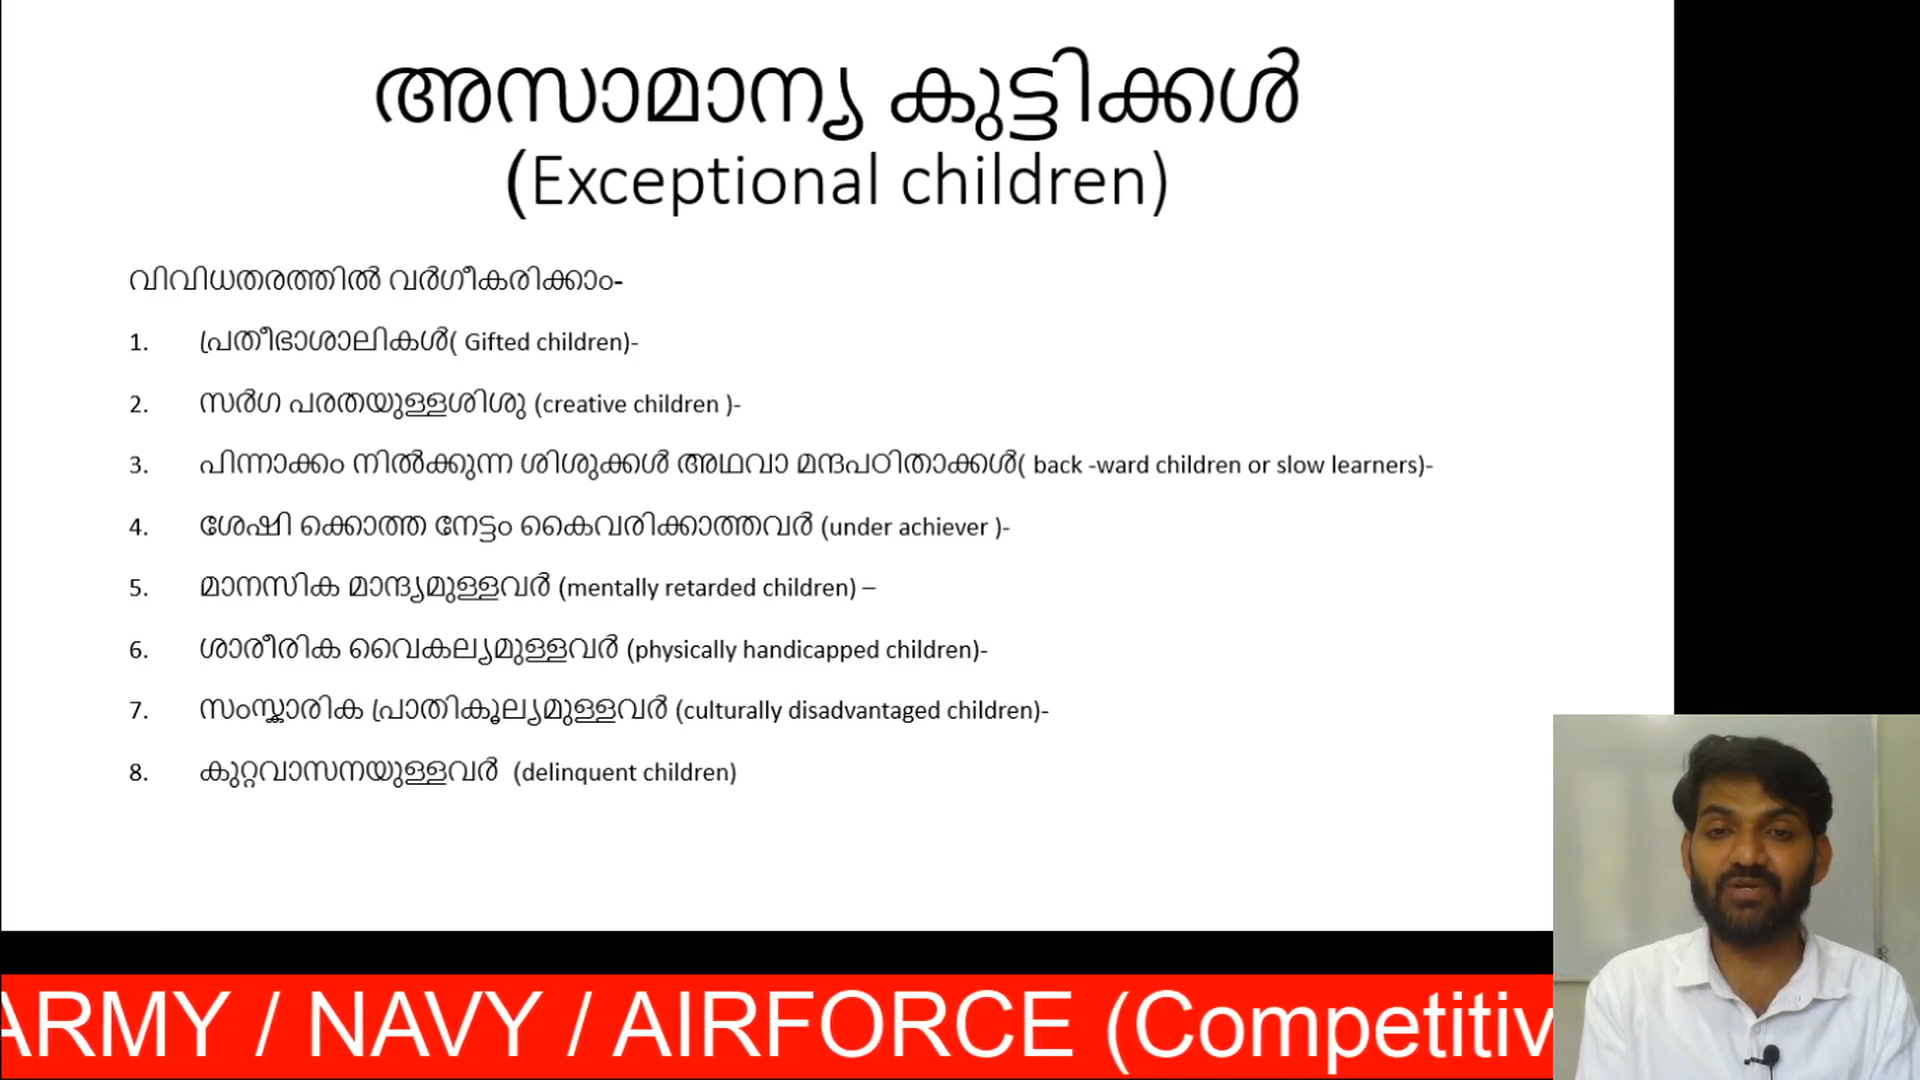 അസാമാന്യ കുട്ടിക്കൾ
(Exceptional children)
വിവിധതരത്തിൽ വർഗീകരിക്കാം-
1. പ്രതീഭാശാലികൾ( Gifted children)-
2. സർഗ പരതയുള്ളശിശു (creative children )-
3. പിന്നാക്കം നിൽക്കുന്ന ശിശുക്കൾ അഥവാ മന്ദപഠിതാക്കൾ( back -ward children or slow learners)-
4. ശേഷി ക്കൊത്ത നേട്ടം കൈവരിക്കാത്തവർ (under achiever )-
5. മാനസിക മാന്ദ്യമുള്ളവർ (mentally retarded children) –
6. ശാരീരിക വൈകല്യമുള്ളവർ (physically handicapped children)-
7. സംസ്കാരിക പ്രാതികൂല്യമുള്ളവർ (culturally disadvantaged children)-
8. കുറ്റവാസനയുള്ളവർ (delinquent children)
ARMY / NAVY / AIRFORCE (Competitiv